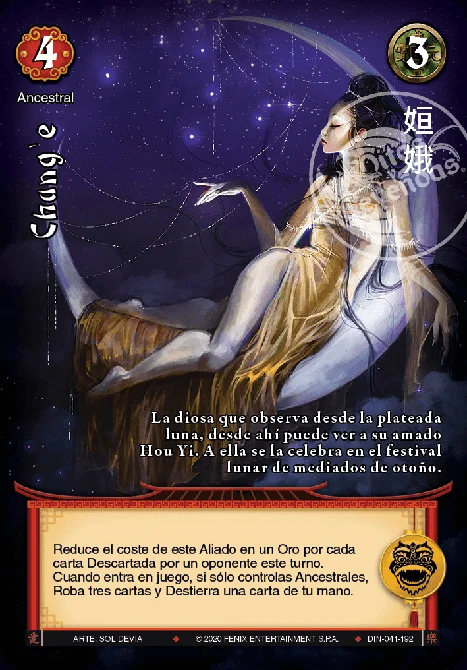 4
3
Ancestral
Chang'e
姮
娥
La diosa que observa desde la plateada
luna, desde ahí puede ver a su amado
Hou Yi. A ella se la celebra en el festival
lunar de mediados de otoño.
Reduce el coste de este Aliado en un Oro por cada
carta Descartada por un oponente este turno.
Cuando entra en juego, si sólo controlas Ancestrales,
Roba tres cartas y Destierra una carta de tu mano.
ARTE: SOL DEVIA ◆ © 2020 FENIX ENTERTAINMENT S.P.A. ◆ DIN-041-192